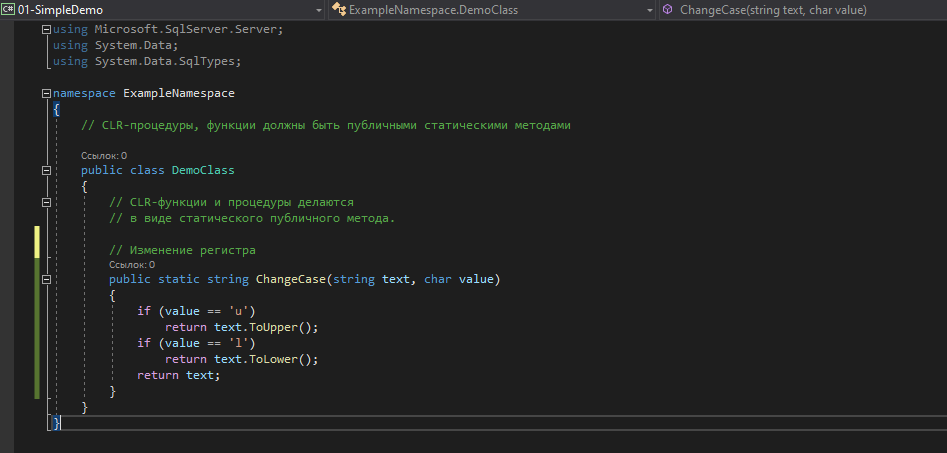 C# 01-SimpleDemo ExampleNamespace.DemoClass ChangeCase(string text, char value)
using Microsoft.SqlServer.Server;
using System.Data;
using System.Data.SqlTypes;
namespace ExampleNamespace
{
// CLR-процедуры, функции должны быть публичными статическими методами
Ссылок: 0
public class DemoClass
{
// CLR-функции и процедуры делаются
// в виде статического публичного метода.
// Изменение регистра
Ссылок: 0
public static string ChangeCase(string text, char value)
{
if (value == 'u')
return text.ToUpper();
if (value == 'l')
return text.ToLower();
return text;
}
}
}